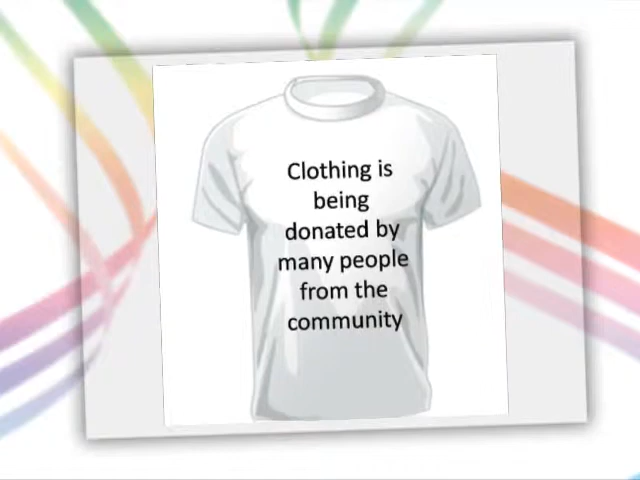 Clothing is
being
donated by
many people
from the
community